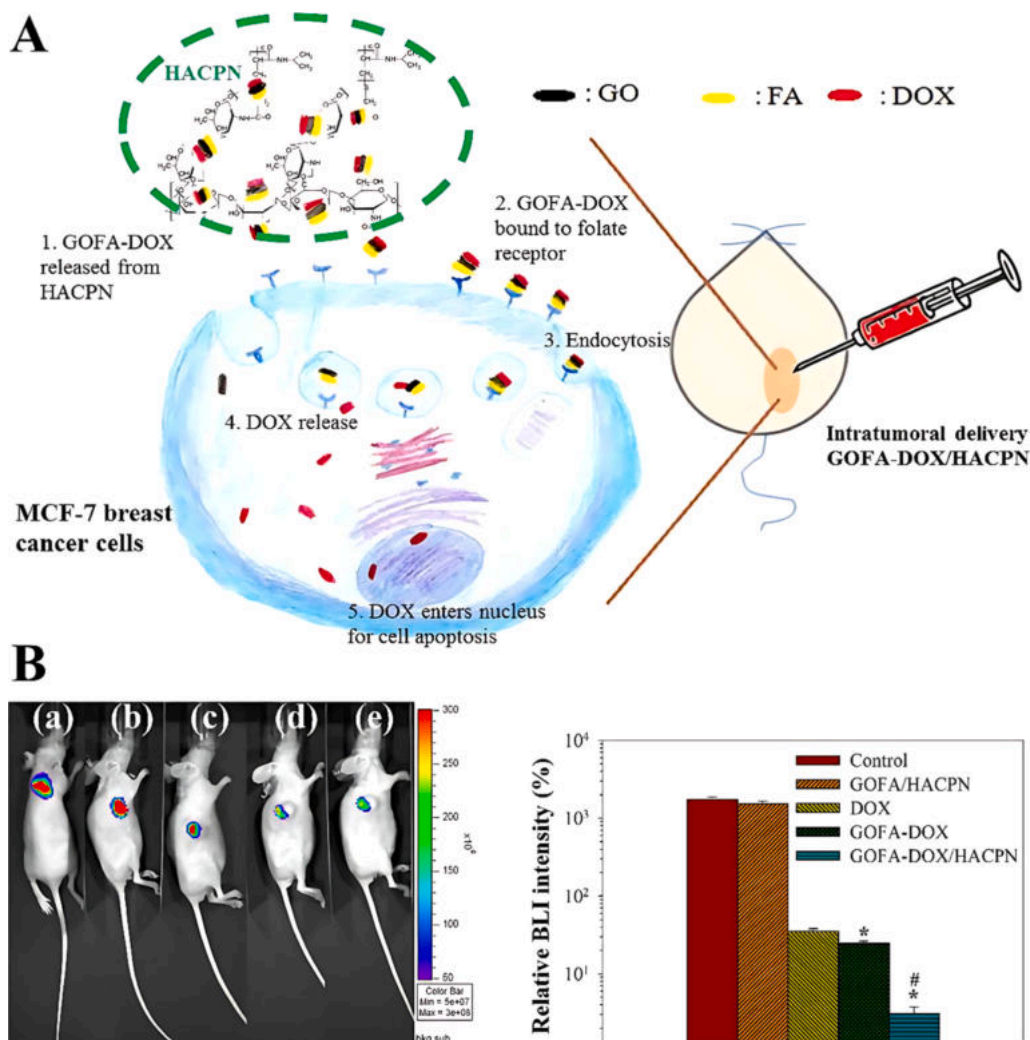 A
HACPN
: GO
: FA
: DOX
1. GOFA-DOX
released from
HACPN
2. GOFA-DOX
bound to folate
receptor
3. Endocytosis
4. DOX release
Intratumoral delivery
GOFA-DOX/HACPN
MCF-7 breast
cancer cells
5. DOX enters nucleus
for cell apoptosis
B
(a) (b) (c) (d) (e)
300
250
200
150
100
Color Bar
Min = 5e+07
Max = 3e+08
Relative BLI intensity (%)
10⁴
10³
10²
10¹
Control
GOFA/HACPN
DOX
GOFA-DOX
GOFA-DOX/HACPN
*
#
*